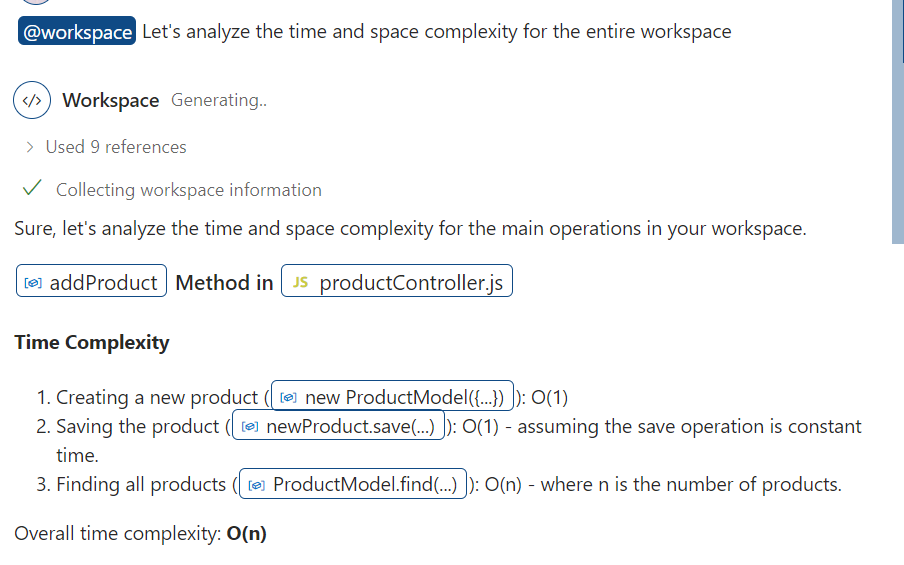 @workspace Let's analyze the time and space complexity for the entire workspace
</> Workspace Generating..
> Used 9 references
✓ Collecting workspace information
Sure, let's analyze the time and space complexity for the main operations in your workspace.
addProduct Method in JS productController.js
Time Complexity
1. Creating a new product ( new ProductModel({...}) ): O(1)
2. Saving the product ( newProduct.save(...) ): O(1) - assuming the save operation is constant
time.
3. Finding all products ( ProductModel.find(...) ): O(n) - where n is the number of products.
Overall time complexity: O(n)